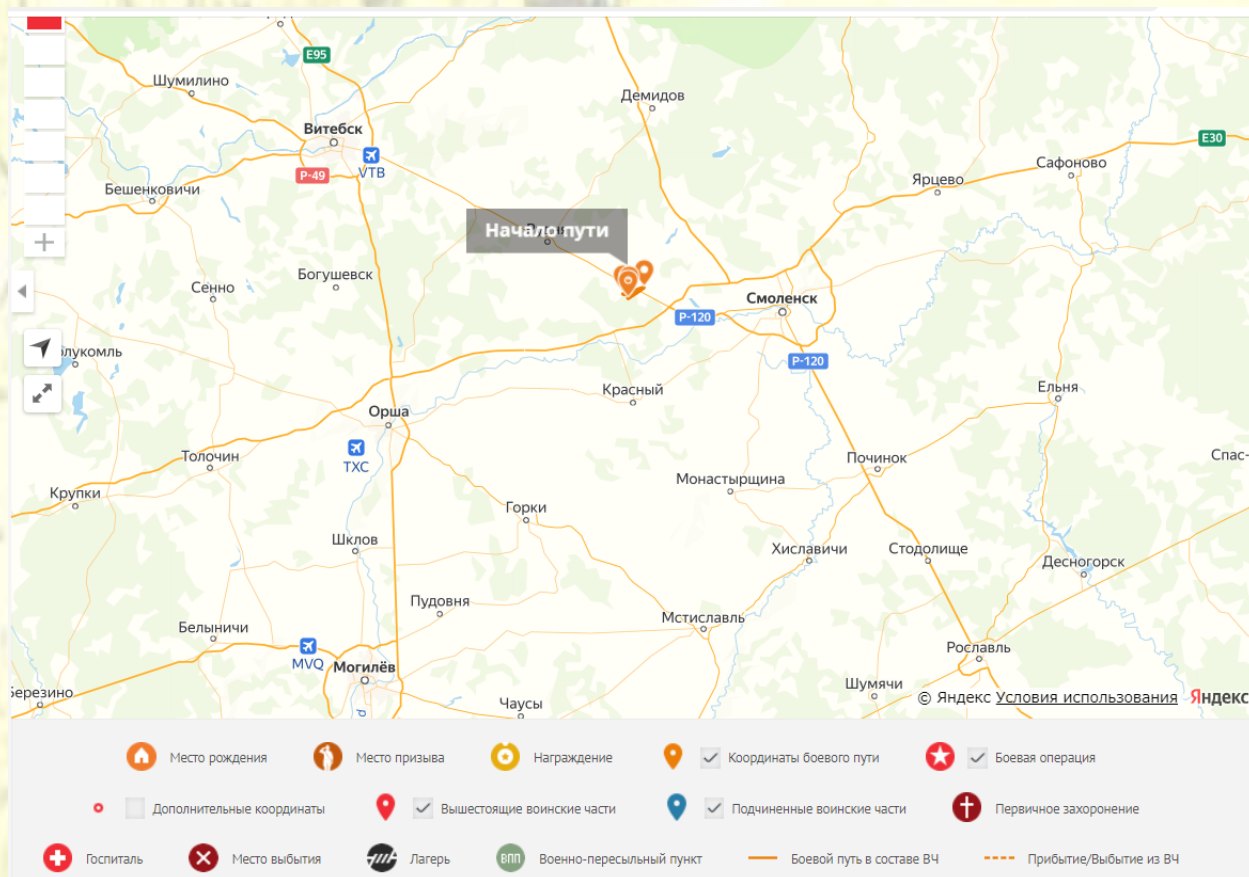 E95
Шумилино
Демидов
Витебск
E30
VTB
Сафоново
Р-49
Ярцево
Бешенковичи
Начало пути
Богушевск
Сенно
Смоленск
Р-120
лукомль
Р-120
Красный
Ельня
Орша
Толочин
TXC
Починок
Спас-
Монастырщина
Крупки
Горки
Шклов
Хиславичи
Стодолище
Десногорск
Пудовня
Мстиславль
Белыничи
Рославль
MVQ
Могилёв
Шумячи
Березино
Чаусы
© Яндекс Условия использования Яндекс
Место рождения
Место призыва
Награждение
Координаты боевого пути
Боевая операция
Дополнительные координаты
Вышестоящие воинские части
Подчиненные воинские части
Первичное захоронение
Госпиталь
Место выбытия
Лагерь
ВПП Военно-пересыльный пункт
Боевой путь в составе ВЧ
Прибытие/Выбытие из ВЧ